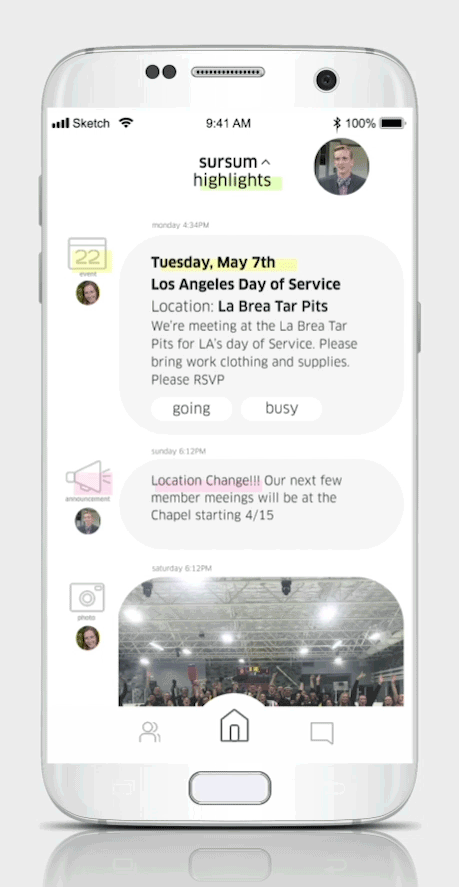 Sketch 9:41 AM 100%
sursum
highlights
monday 4:34PM
22
event
Tuesday, May 7th
Los Angeles Day of Service
Location: La Brea Tar Pits
We're meeting at the La Brea Tar
Pits for LA's day of Service. Please
bring work clothing and supplies.
Please RSVP
going busy
sunday 6:12PM
announcement
Location Change!!! Our next few
member meeings will be at the
Chapel starting 4/15
saturday 6:12PM
photo